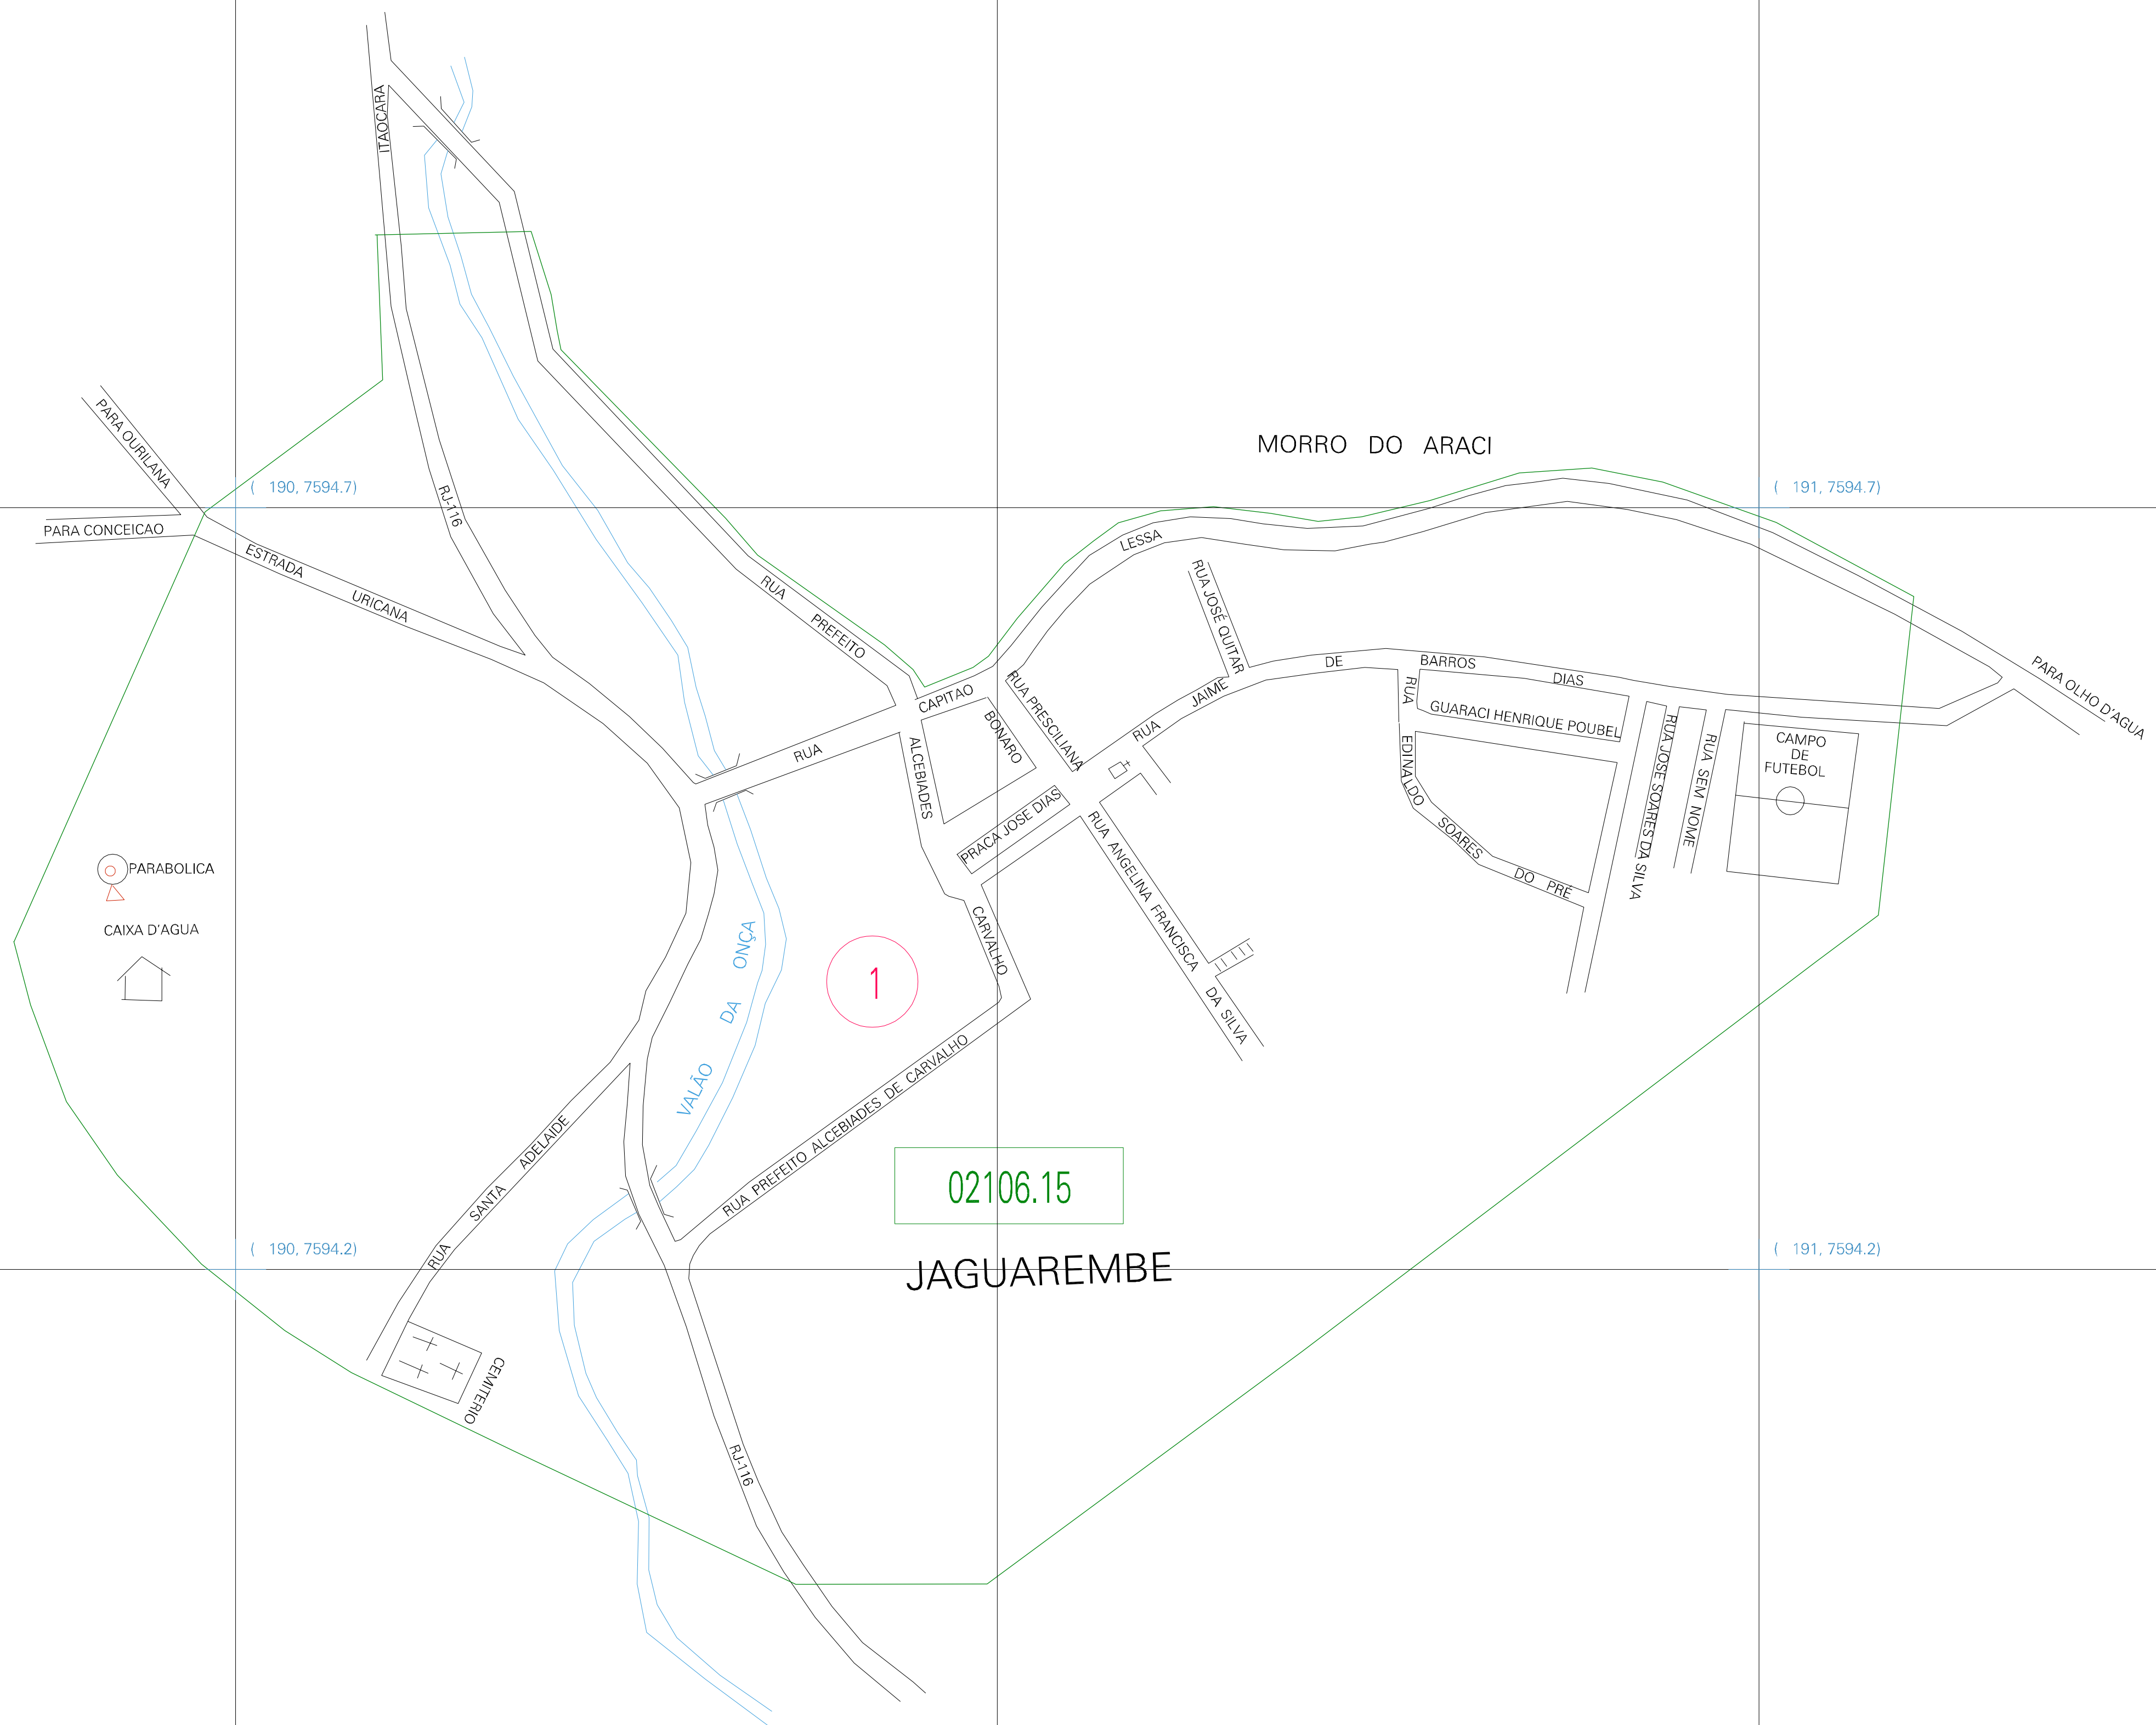 ITAOCARA
PARA OURILANA
PARA CONCEICAO
( 190, 7594.7)
MORRO DO ARACI
( 191, 7594.7)
RJ-116
ESTRADA URICANA
RUA PREFEITO
LESSA
RUA JOSÉ QUITAR
RUA CAPITAO
BONARO
RUA PRESCILIANA
RUA JAIME DE BARROS DIAS
PARA OLHO D'AGUA
RUA
GUARACI HENRIQUE POUBEL
EDINALDO
SOARES
DO PRÉ
RUA JOSE SOARES DA SILVA
RUA SEM NOME
CAMPO
DE
FUTEBOL
ALCEBIADES
PRACA JOSE DIAS
RUA ANGELINA FRANCISCA DA SILVA
CARVALHO
PARABOLICA
CAIXA D'AGUA
VALÃO DA ONÇA
1
RUA PREFEITO ALCEBIADES DE CARVALHO
RUA SANTA ADELAIDE
02106.15
( 190, 7594.2)
JAGUAREMBE
( 191, 7594.2)
CEMITERIO
RJ-116